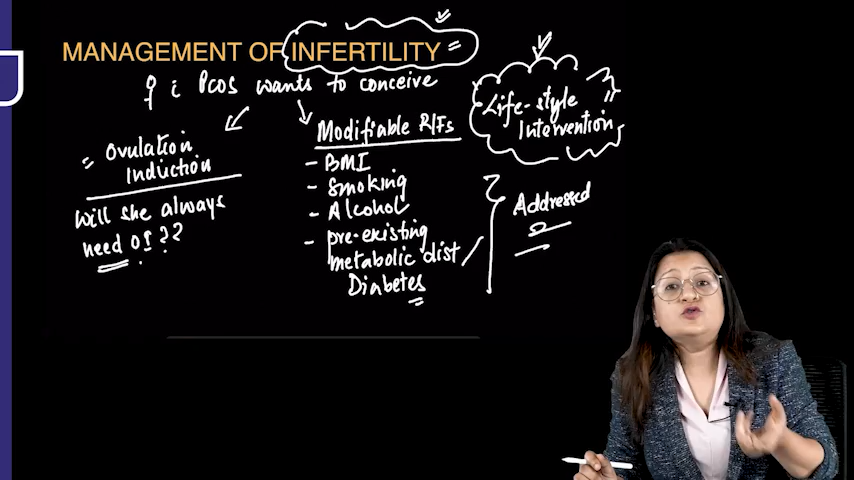 MANAGEMENT OF INFERTILITY
♀ c̄ PCOS wants to conceive
Ovulation
Induction
Will she always
need OI??
Modifiable R/Fs
- BMI
- Smoking
- Alcohol
- pre-existing
metabolic dist
Diabetes
Life-style
Intervention
Addressed